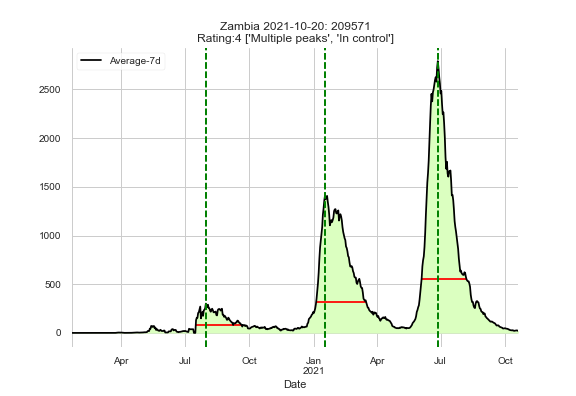 Zambia 2021-10-20: 209571
Rating:4 ['Multiple peaks', 'In control']
Average-7d
2500
2000
1500
1000
500
0
Apr Jul Oct Jan Apr Jul Oct
2021
Date